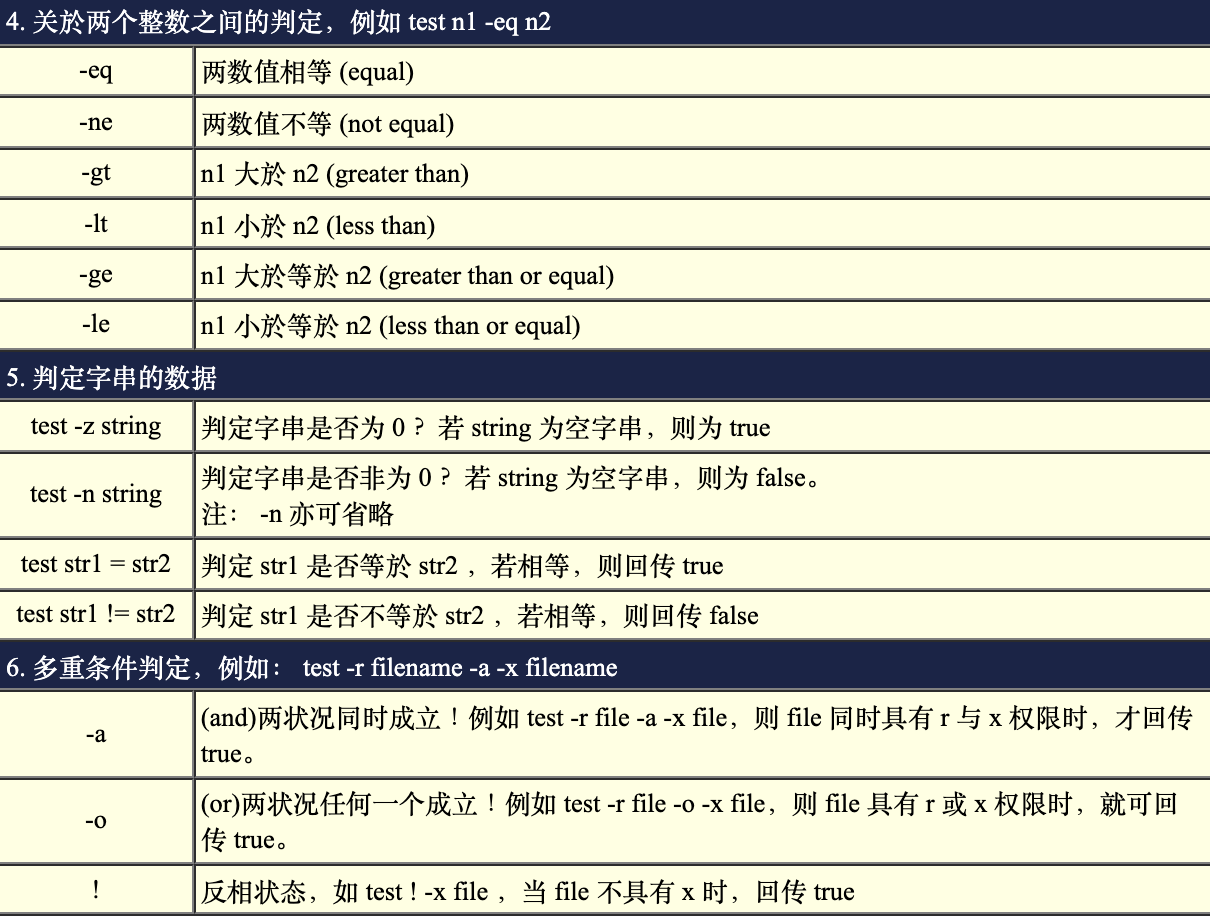 4. 关於两个整数之间的判定，例如 test n1 -eq n2
-eq 两数值相等 (equal)
-ne 两数值不等 (not equal)
-gt n1 大於 n2 (greater than)
-lt n1 小於 n2 (less than)
-ge n1 大於等於 n2 (greater than or equal)
-le n1 小於等於 n2 (less than or equal)
5. 判定字串的数据
test -z string 判定字串是否为 0？若 string 为空字串，则为 true
test -n string 判定字串是否非为 0？若 string 为空字串，则为 false。
注： -n 亦可省略
test str1 = str2 判定 str1 是否等於 str2 ，若相等，则回传 true
test str1 != str2 判定 str1 是否不等於 str2 ，若相等，则回传 false
6. 多重条件判定，例如： test -r filename -a -x filename
-a (and)两状况同时成立！例如 test -r file -a -x file，则 file 同时具有 r 与 x 权限时，才回传
true。
-o (or)两状况任何一个成立！例如 test -r file -o -x file，则 file 具有 r 或 x 权限时，就可回
传 true。
! 反相状态，如 test ! -x file ，当 file 不具有 x 时，回传 true